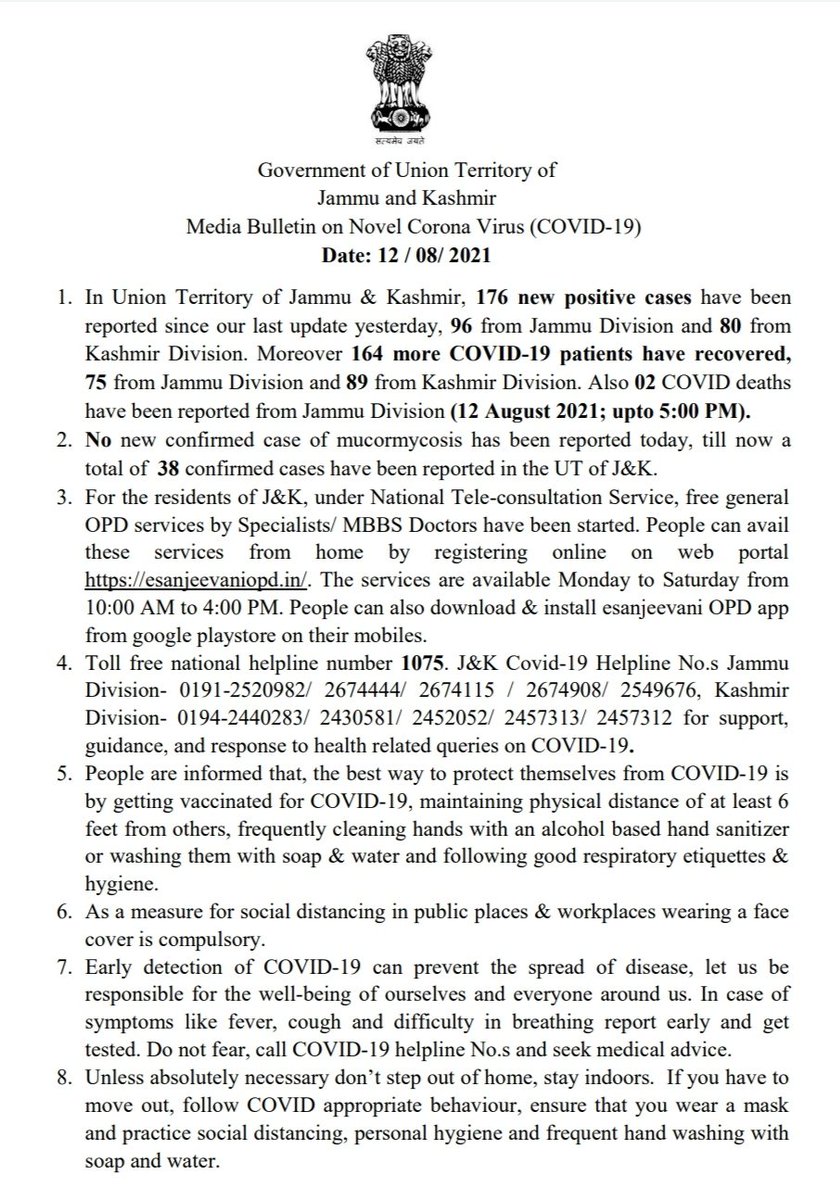 सत्यमेव जयते
Government of Union Territory of
Jammu and Kashmir
Media Bulletin on Novel Corona Virus (COVID-19)
Date: 12 / 08/ 2021
1. In Union Territory of Jammu & Kashmir, 176 new positive cases have been
reported since our last update yesterday, 96 from Jammu Division and 80 from
Kashmir Division. Moreover 164 more COVID-19 patients have recovered,
75 from Jammu Division and 89 from Kashmir Division. Also 02 COVID deaths
have been reported from Jammu Division (12 August 2021; upto 5:00 PM).
2. No new confirmed case of mucormycosis has been reported today, till now a
total of 38 confirmed cases have been reported in the UT of J&K.
3. For the residents of J&K, under National Tele-consultation Service, free general
OPD services by Specialists/ MBBS Doctors have been started. People can avail
these services from home by registering online on web portal
https://esanjeevaniopd.in/. The services are available Monday to Saturday from
10:00 AM to 4:00 PM. People can also download & install esanjeevani OPD app
from google playstore on their mobiles.
4. Toll free national helpline number 1075. J&K Covid-19 Helpline No.s Jammu
Division- 0191-2520982/ 2674444/ 2674115 / 2674908/ 2549676, Kashmir
Division- 0194-2440283/ 2430581/ 2452052/ 2457313/ 2457312 for support,
guidance, and response to health related queries on COVID-19.
5. People are informed that, the best way to protect themselves from COVID-19 is
by getting vaccinated for COVID-19, maintaining physical distance of at least 6
feet from others, frequently cleaning hands with an alcohol based hand sanitizer
or washing them with soap & water and following good respiratory etiquettes &
hygiene.
6. As a measure for social distancing in public places & workplaces wearing a face
cover is compulsory.
7. Early detection of COVID-19 can prevent the spread of disease, let us be
responsible for the well-being of ourselves and everyone around us. In case of
symptoms like fever, cough and difficulty in breathing report early and get
tested. Do not fear, call COVID-19 helpline No.s and seek medical advice.
8. Unless absolutely necessary don’t step out of home, stay indoors. If you have to
move out, follow COVID appropriate behaviour, ensure that you wear a mask
and practice social distancing, personal hygiene and frequent hand washing with
soap and water.